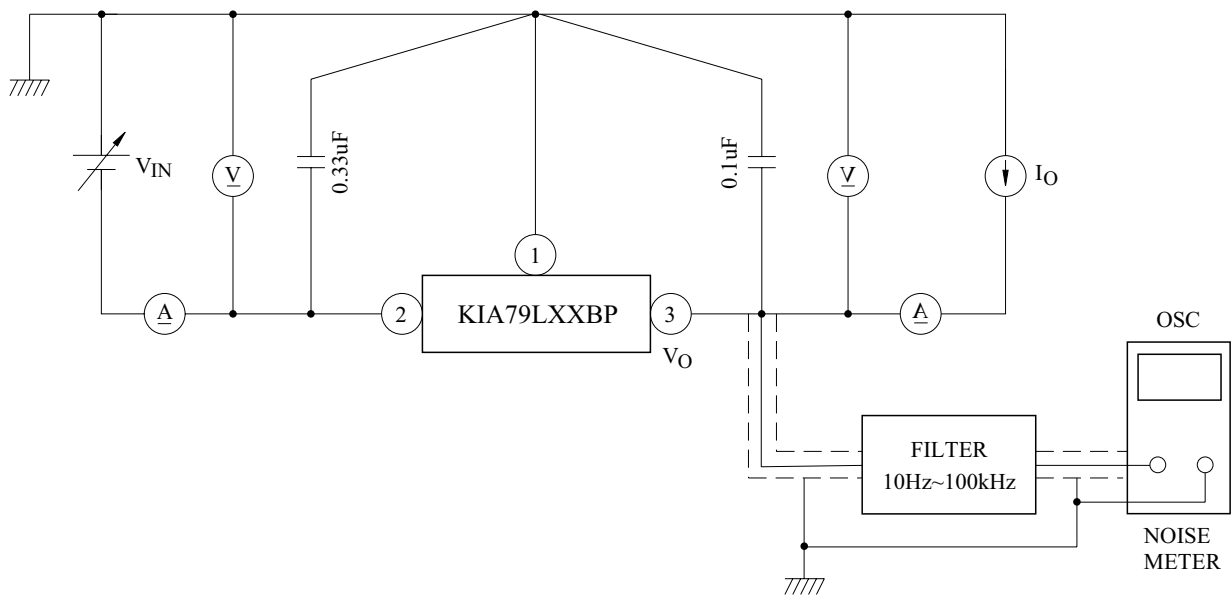 V_IN
V
0.33uF
0.1uF
V
I_O
1
A
2
KIA79LXXBP
3
V_O
A
OSC
FILTER
10Hz~100kHz
NOISE
METER